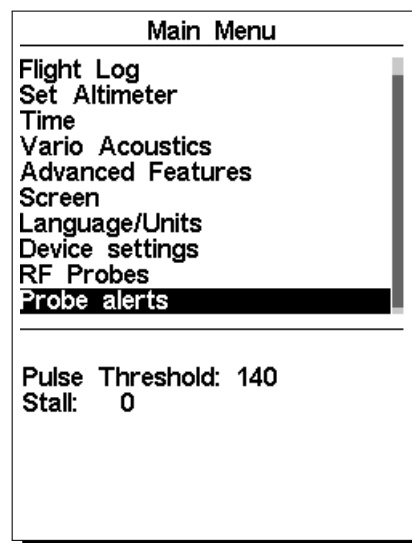 Main Menu
Flight Log
Set Altimeter
Time
Vario Acoustics
Advanced Features
Screen
Language/Units
Device settings
RF Probes
Probe alerts
Pulse Threshold: 140
Stall: 0